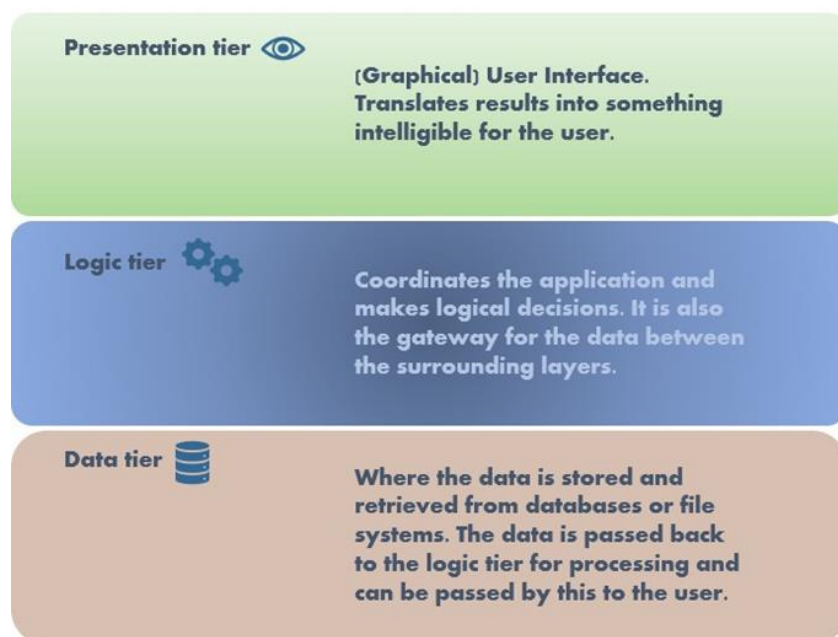 Presentation tier
(Graphical) User Interface.
Translates results into something
intelligible for the user.
Logic tier
Coordinates the application and
makes logical decisions. It is also
the gateway for the data between
the surrounding layers.
Data tier
Where the data is stored and
retrieved from databases or file
systems. The data is passed back
to the logic tier for processing and
can be passed by this to the user.